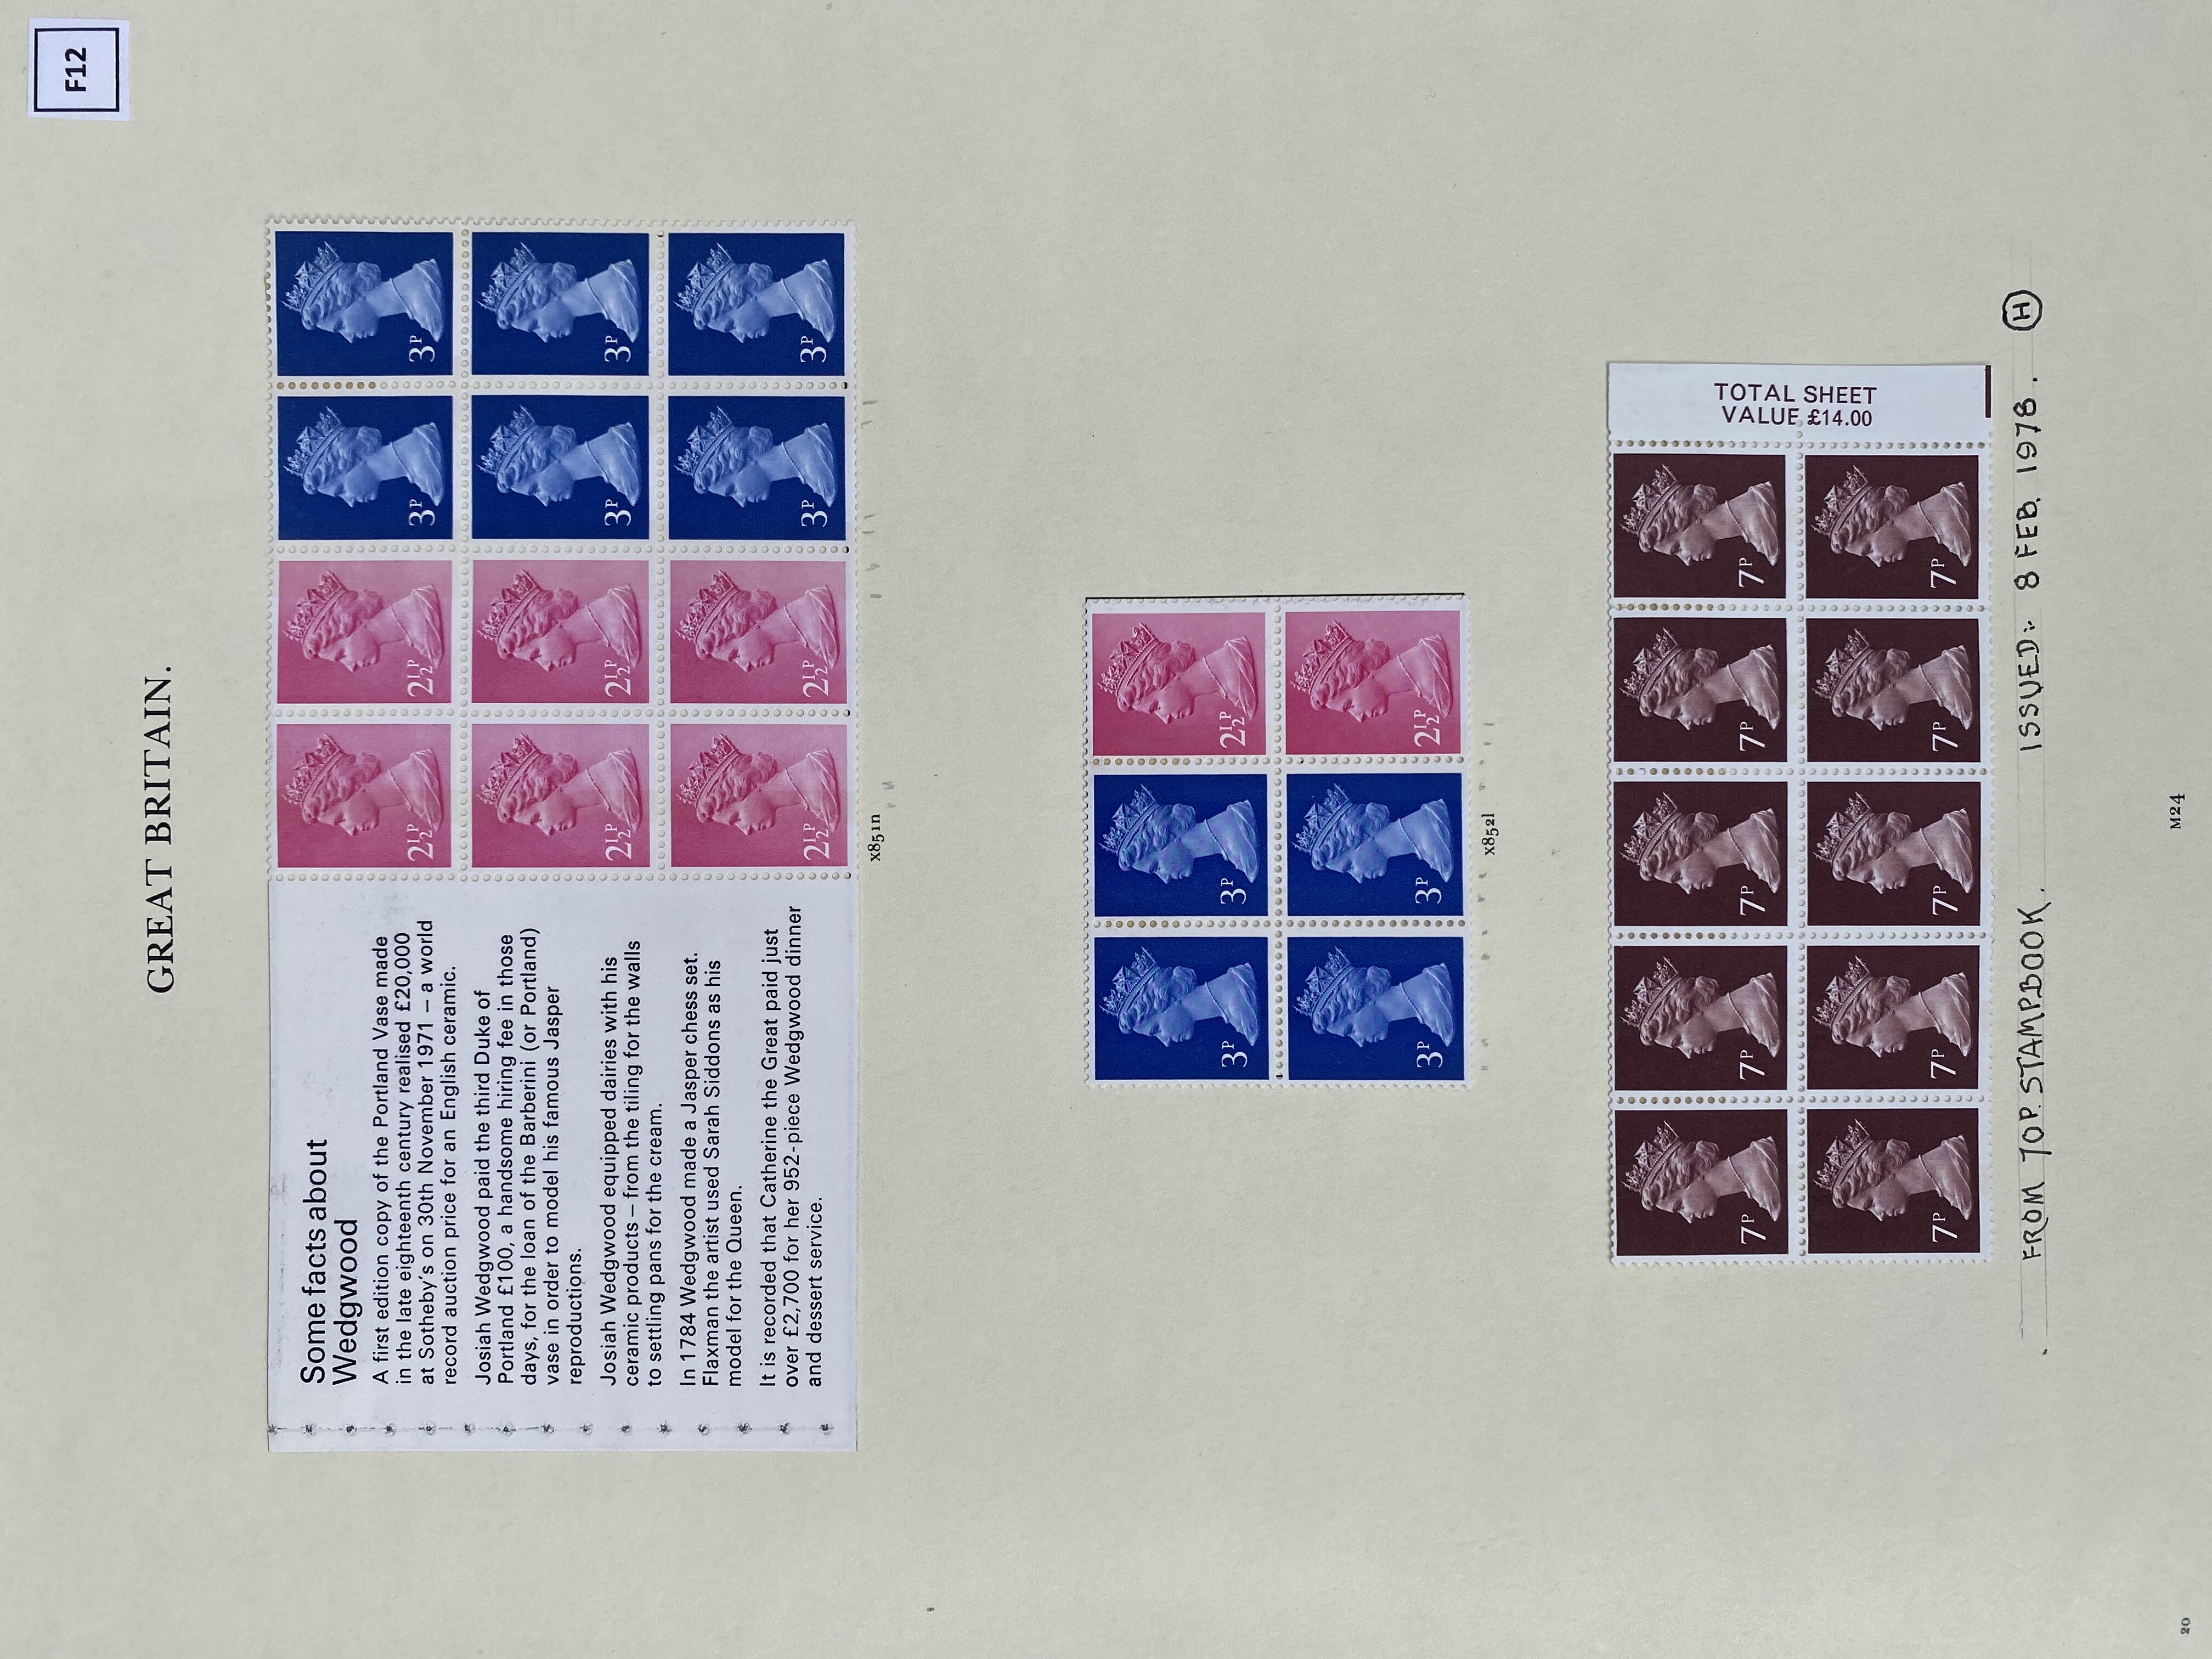 F12
GREAT BRITAIN.
Some facts about
Wedgwood
A first edition copy of the Portland Vase made
in the late eighteenth century realised £20,000
at Sotheby's on 30th November 1971 – a world
record auction price for an English ceramic.
Josiah Wedgwood paid the third Duke of
Portland £100, a handsome hiring fee in those
days, for the loan of the Barberini (or Portland)
vase in order to model his famous Jasper
reproductions.
Josiah Wedgwood equipped dairies with his
ceramic products – from the tiling for the walls
to settling pans for the cream.
In 1784 Wedgwood made a Jasper chess set.
Flaxman the artist used Sarah Siddons as his
model for the Queen.
It is recorded that Catherine the Great paid just
over £2,700 for her 952-piece Wedgwood dinner
and dessert service.
2½P 2½P 3P 3P
2½P 2½P 3P 3P
2½P 2½P 3P 3P
x851n
3P 3P 2½P
3P 3P 2½P
x852l
7P 7P 7P 7P 7P
7P 7P 7P 7P 7P
TOTAL SHEET
VALUE £14.00
FROM 70P. STAMP.BOOK. ISSUED:- 8 FEB. 1978. H
M24
20